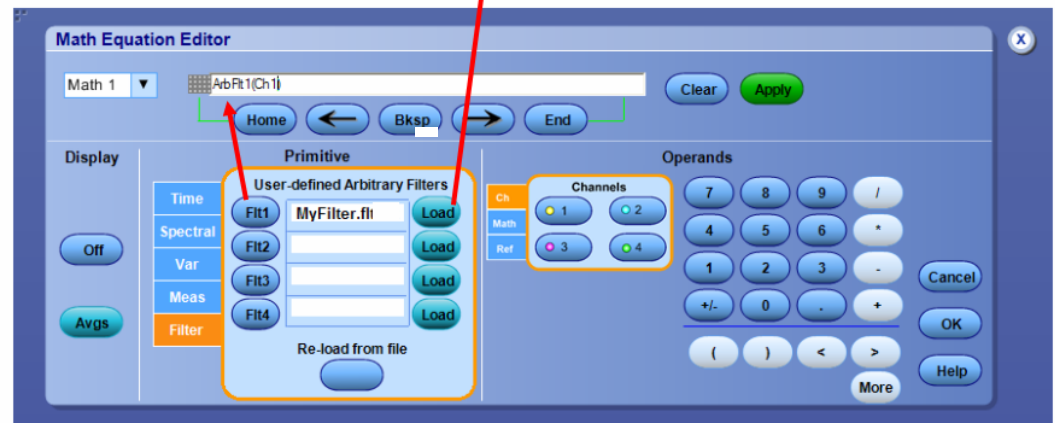 Math Equation Editor
X
Math 1
ArbFlt1(Ch1)
Clear
Apply
Home
Bksp
End
Display
Off
Avgs
Primitive
Time
Spectral
Var
Meas
Filter
User-defined Arbitrary Filters
Flt1 MyFilter.flt Load
Flt2 Load
Flt3 Load
Flt4 Load
Re-load from file
Operands
Ch
Math
Ref
Channels
1 2
3 4
7 8 9 /
4 5 6 *
1 2 3 -
+/- 0 . +
( ) < >
More
Cancel
OK
Help